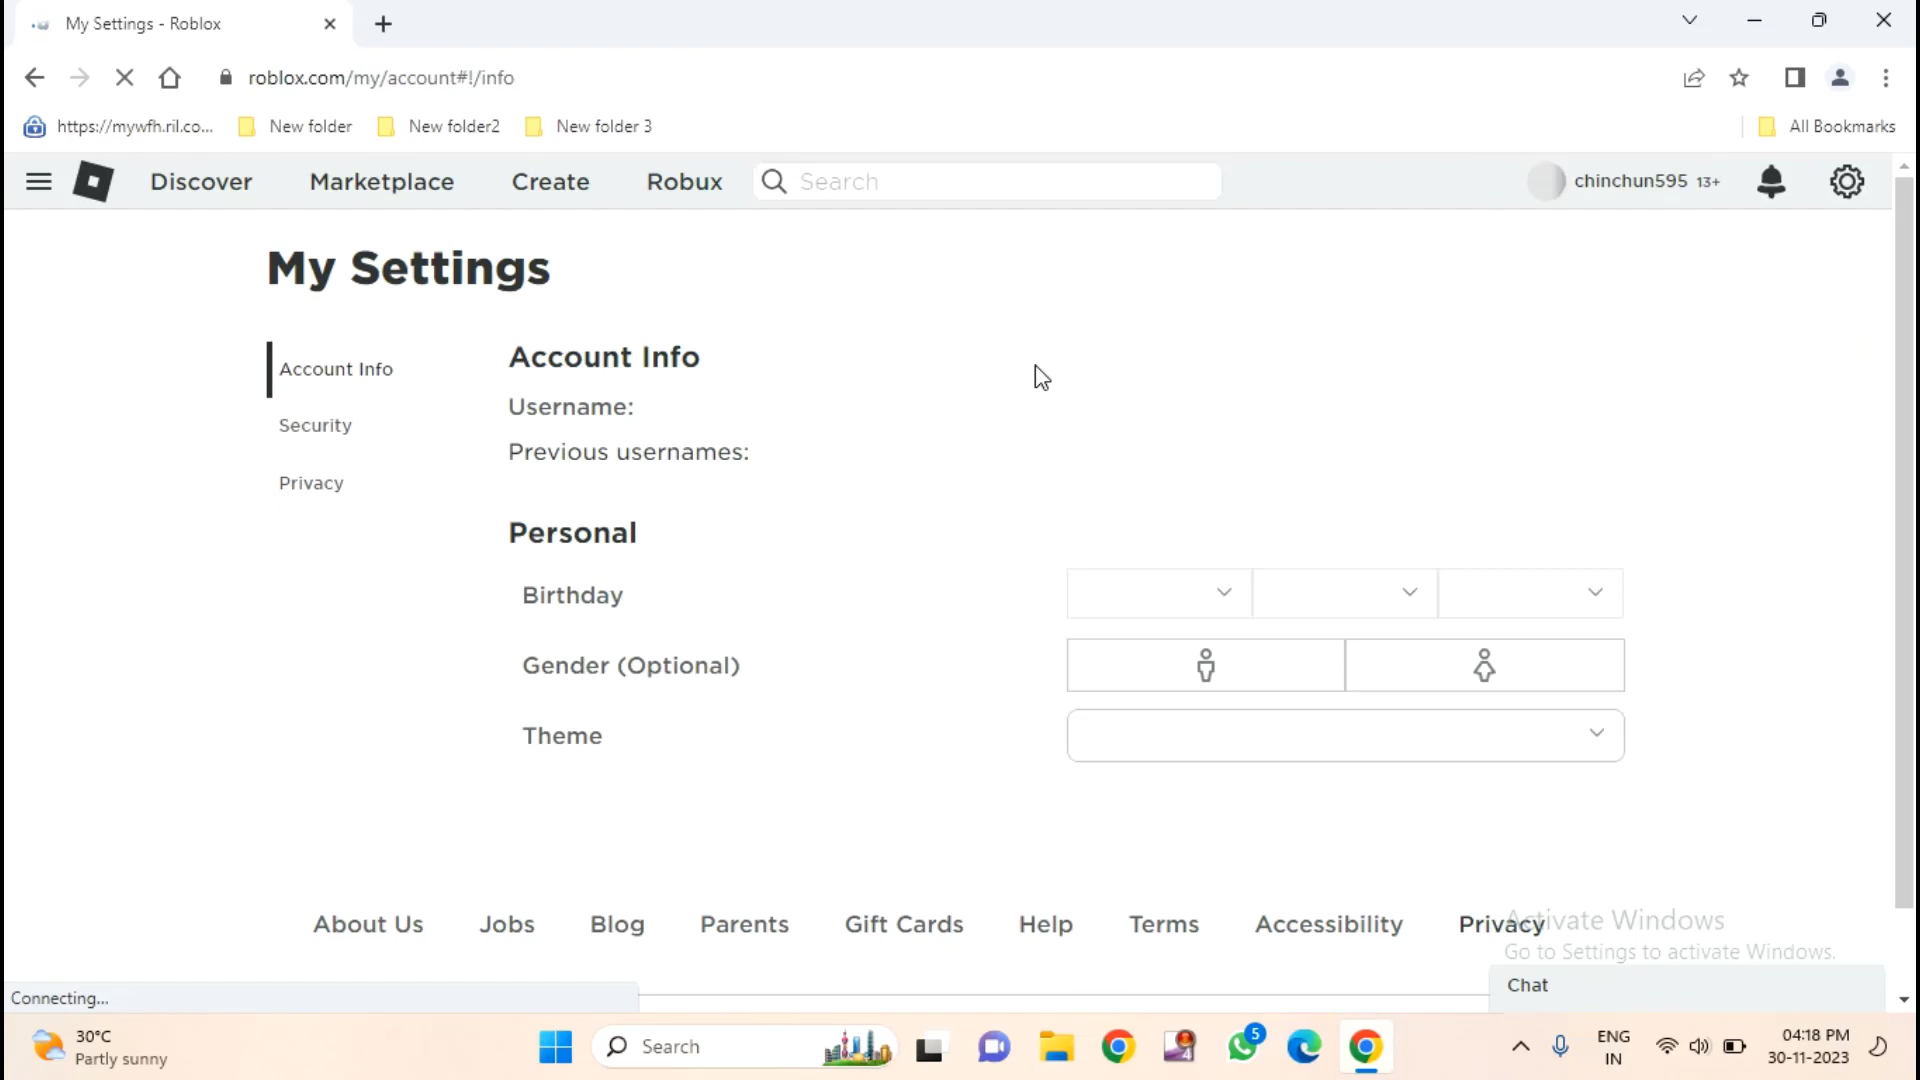 My Settings - Roblox
roblox.com/my/account#!/info
https://mywfh.ril.co...
New folder
New folder2
New folder 3
All Bookmarks
Discover
Marketplace
Create
Robux
Search
chinchun595 13+
My Settings
Account Info
Security
Privacy
Account Info
Username:
Previous usernames:
Personal
Birthday
Gender (Optional)
Theme
About Us
Jobs
Blog
Parents
Gift Cards
Help
Terms
Accessibility
Privacy
Activate Windows
Go to Settings to activate Windows.
Chat
Connecting...
30°C
Partly sunny
Search
4
5
ENG
IN
04:18 PM
30-11-2023